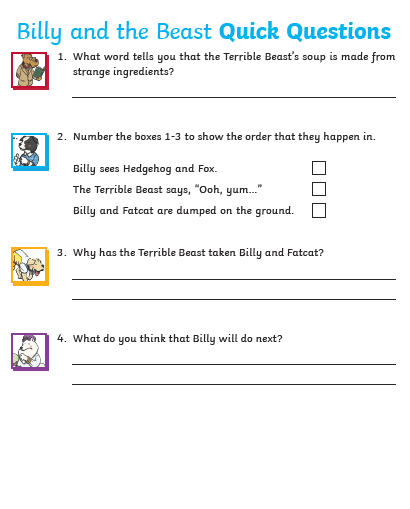 Billy and the Beast Quick Questions
1. What word tells you that the Terrible Beast's soup is made from
strange ingredients?
2. Number the boxes 1-3 to show the order that they happen in.
Billy sees Hedgehog and Fox.
The Terrible Beast says, “Ooh, yum...”
Billy and Fatcat are dumped on the ground.
3. Why has the Terrible Beast taken Billy and Fatcat?
4. What do you think that Billy will do next?